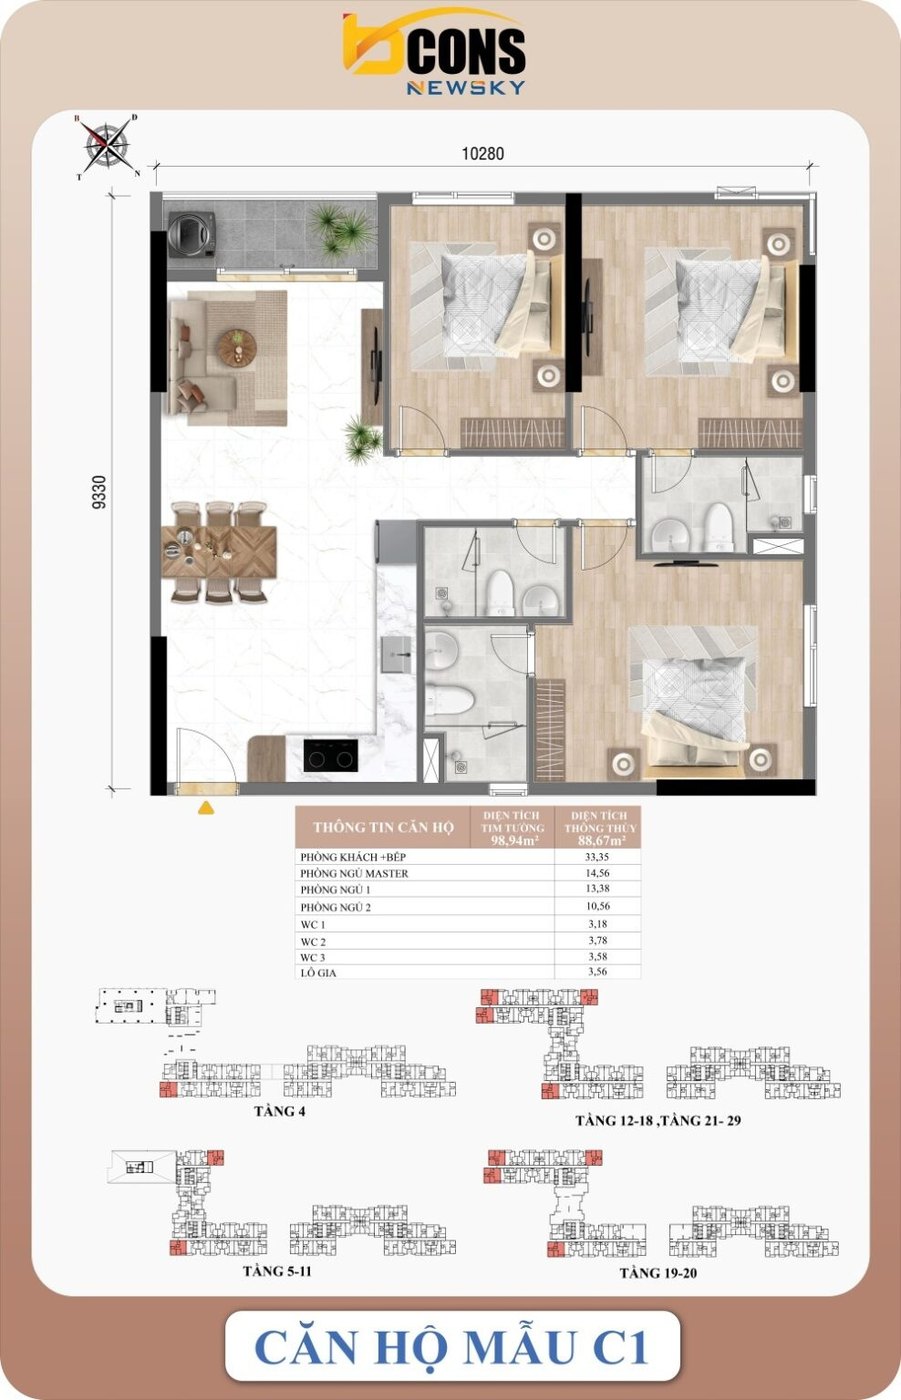 bCONS
NEWSKY
B
D
T
N
10280
9330
THÔNG TIN CĂN HỘ
DIỆN TÍCH
TIM TƯỜNG
98,94m²
DIỆN TÍCH
THÔNG THỦY
88,67m²
PHÒNG KHÁCH +BẾP 33,35
PHÒNG NGỦ MASTER 14,56
PHÒNG NGỦ 1 13,38
PHÒNG NGỦ 2 10,56
WC 1 3,18
WC 2 3,78
WC 3 3,58
LÔ GIA 3,56
TẦNG 4
TẦNG 12-18 ,TẦNG 21- 29
TẦNG 5-11
TẦNG 19-20
CĂN HỘ MẪU C1